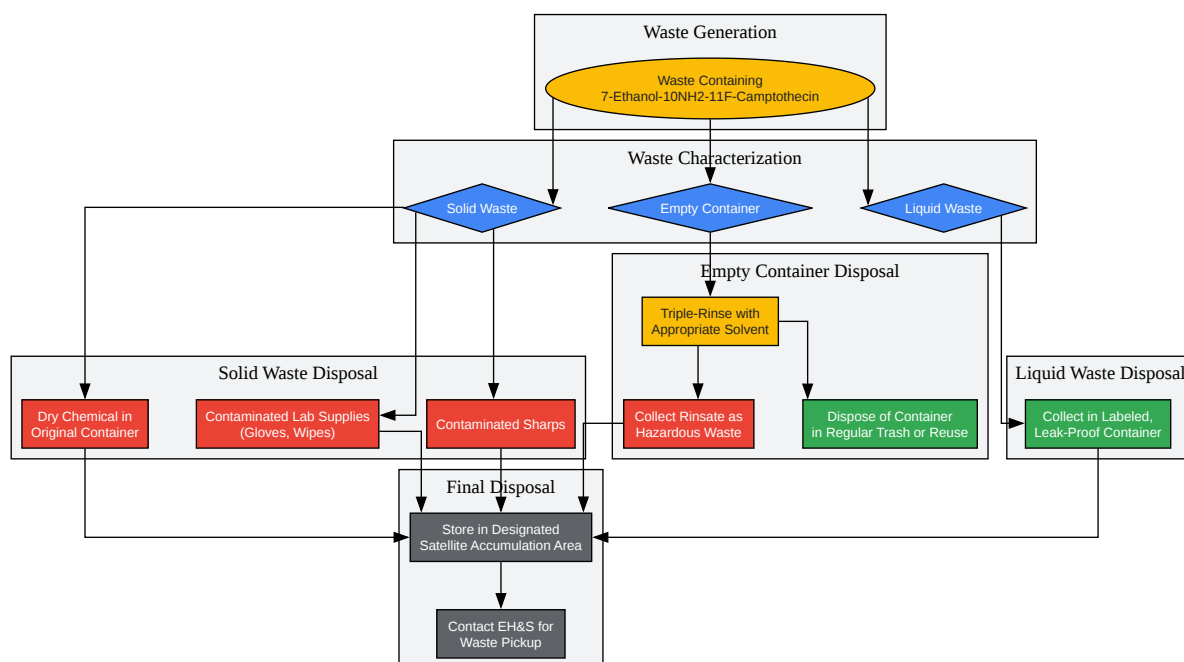 Waste Generation
Waste Containing
7-Ethanol-10NH2-11F-Camptothecin
Waste Characterization
Solid Waste
Empty Container
Liquid Waste
Empty Container Disposal
Triple-Rinse with
Appropriate Solvent
Solid Waste Disposal
Liquid Waste Disposal
Dry Chemical in
Original Container
Contaminated Lab Supplies
(Gloves, Wipes)
Contaminated Sharps
Collect Rinsate as
Hazardous Waste
Dispose of Container
in Regular Trash or Reuse
Collect in Labeled,
Leak-Proof Container
Final Disposal
Store in Designated
Satellite Accumulation Area
Contact EH&S for
Waste Pickup